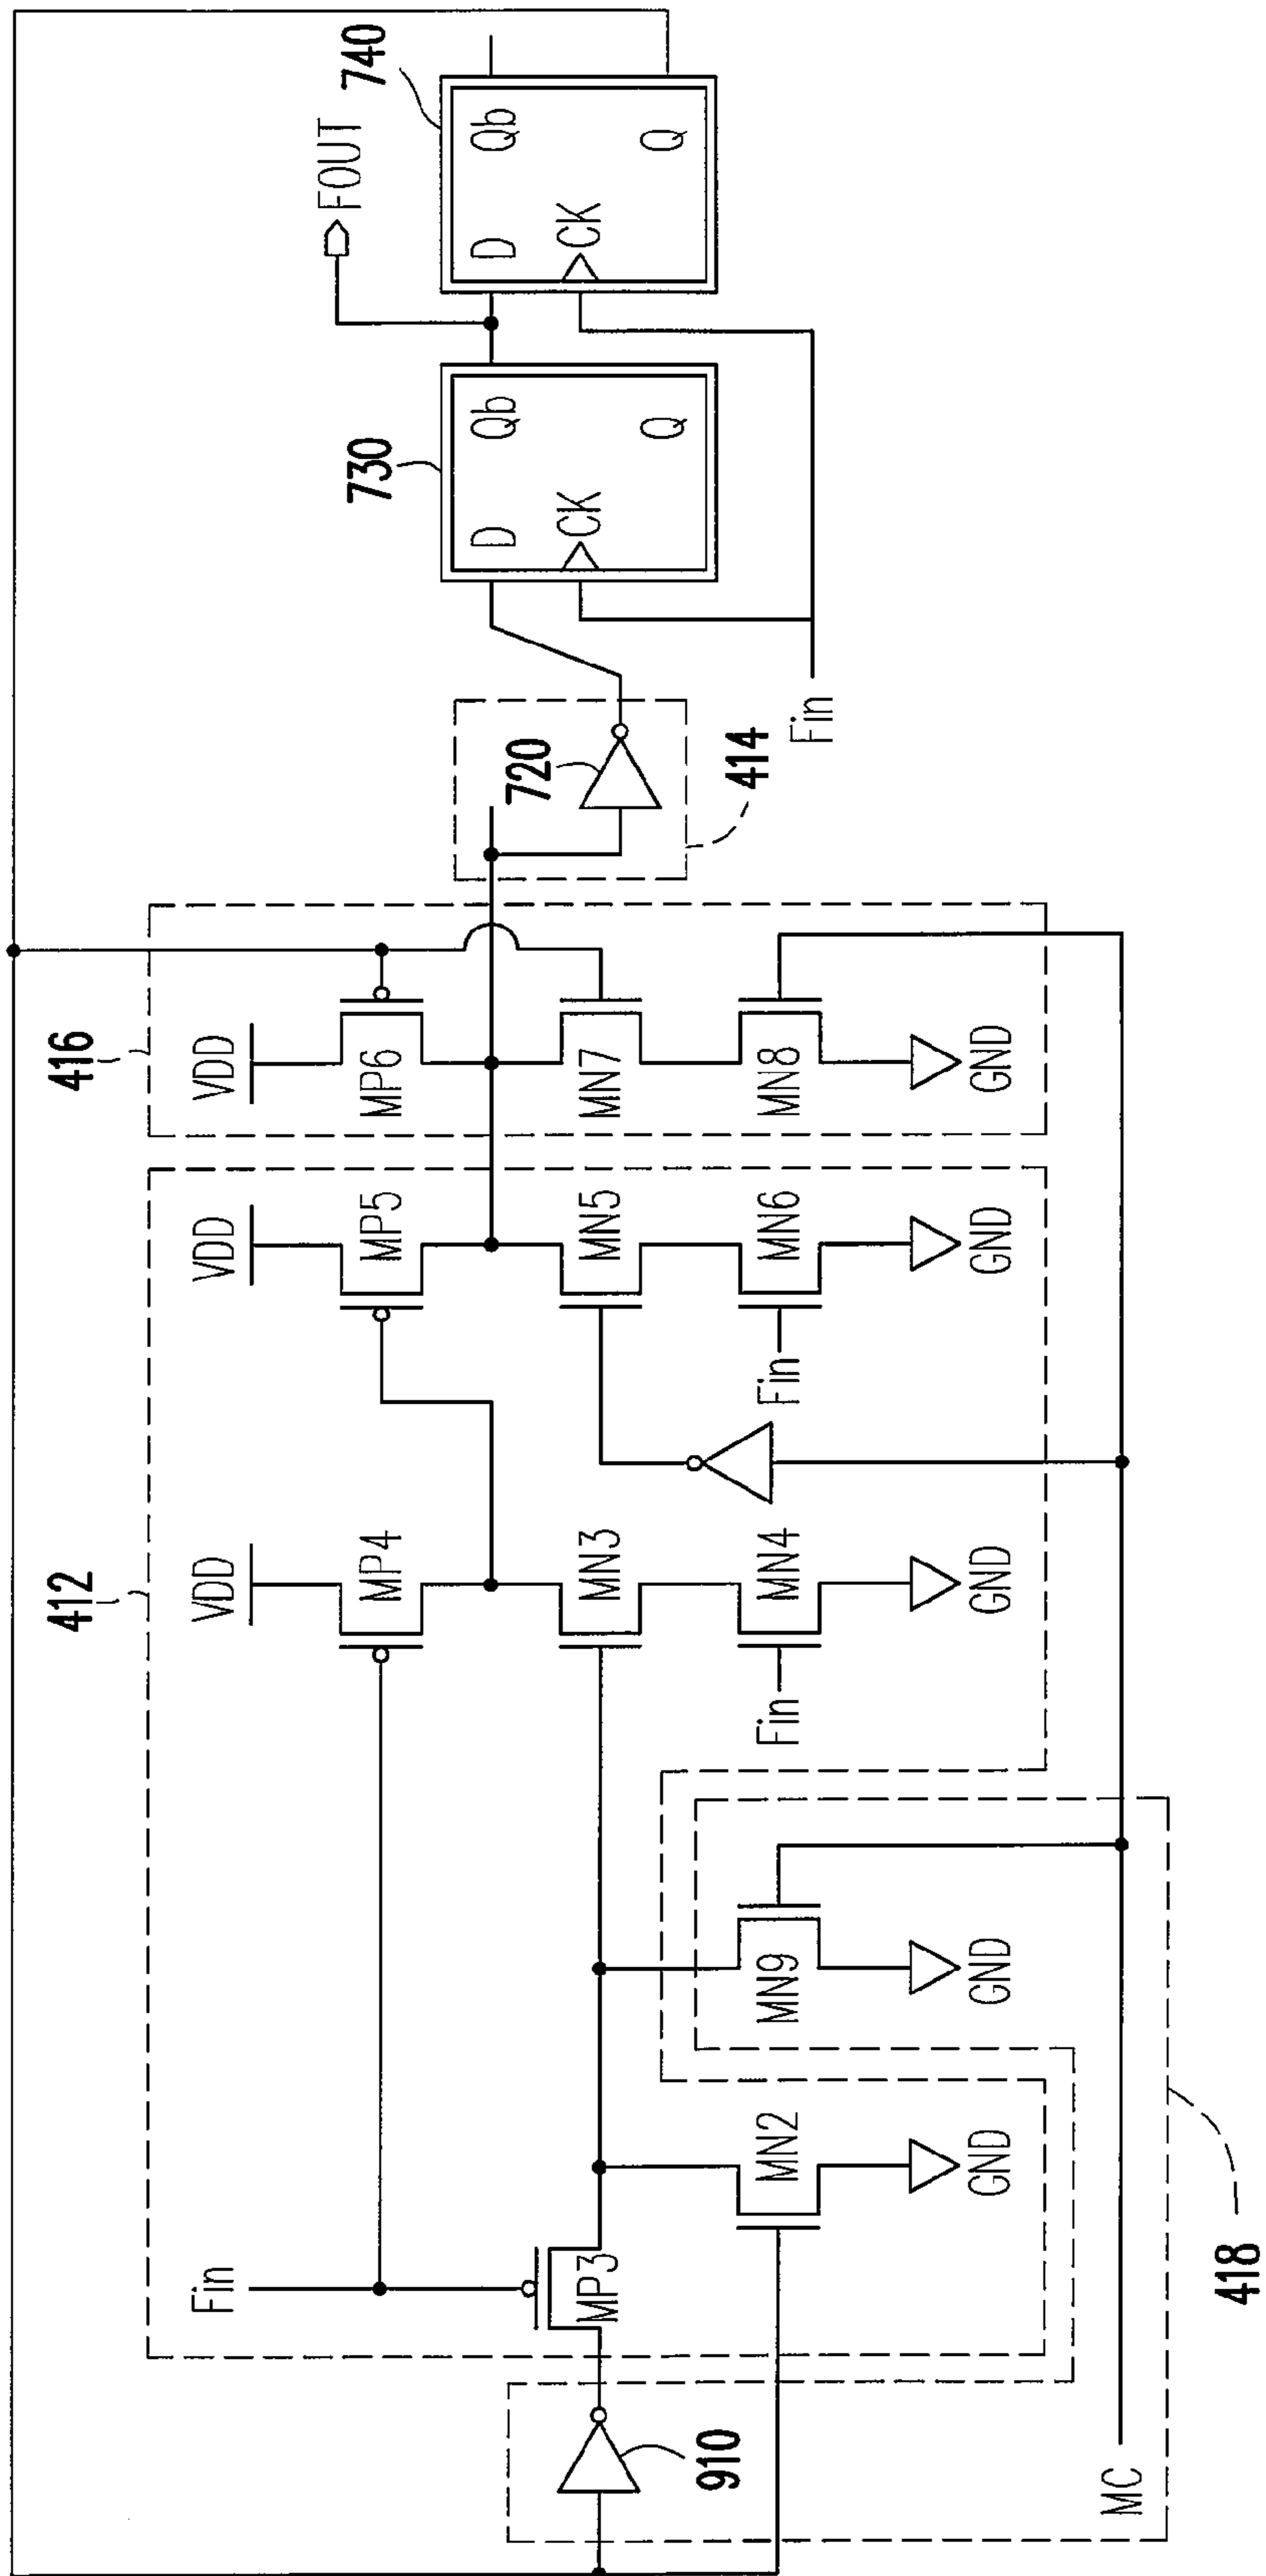 412
416
740
FOUT
730
Fin
VDD
VDD
VDD
MP4
MP5
MP6
D
Qb
CK
Q
D
Qb
CK
Q
720
414
Fin
910
MP3
MN3
MN5
MN7
MN2
MN9
Fin
MN4
Fin
MN6
MN8
GND
GND
GND
GND
GND
MC
418